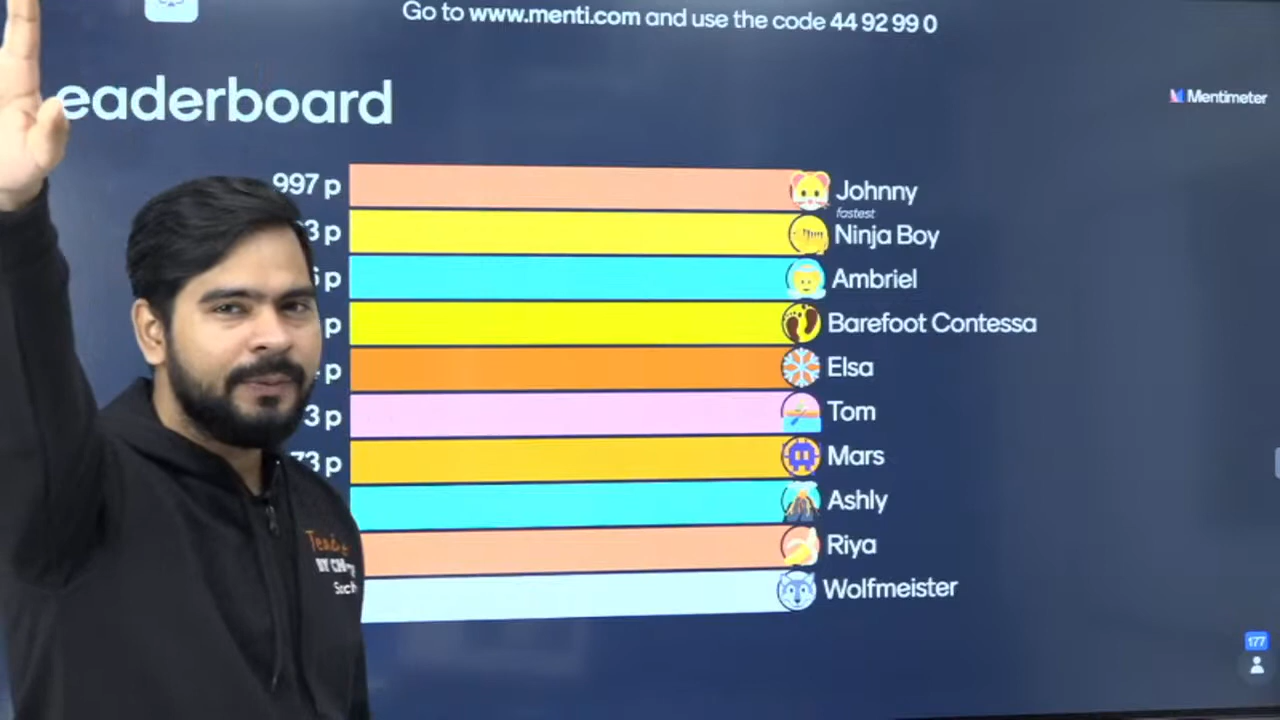 Go to www.menti.com and use the code 44 92 99 0
eaderboard
Mentimeter
997 p Johnny
fastest
3 p Ninja Boy
p Ambriel
p Barefoot Contessa
p Elsa
3 p Tom
73 p Mars
Ashly
Riya
Wolfmeister
BY
177